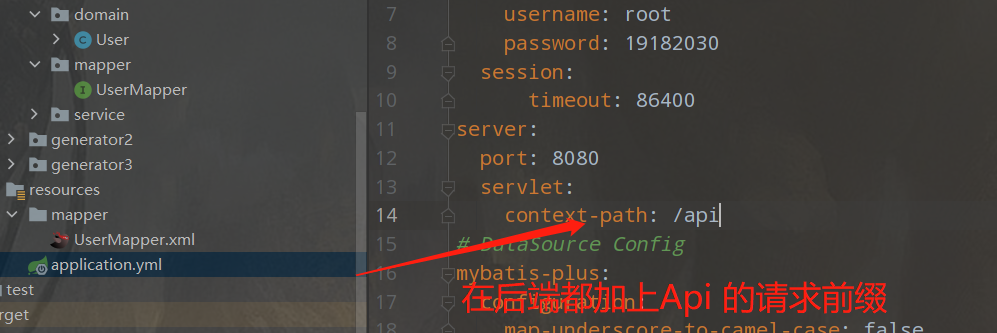 domain
User
mapper
UserMapper
service
generator2
generator3
resources
mapper
UserMapper.xml
application.yml
test
rget
7 username: root
8 password: 19182030
9 session:
10 timeout: 86400
11 server:
12 port: 8080
13 servlet:
14 context-path: /api
15 # DataSource Config
16 mybatis-plus:
17 configuration:
18 map-underscore-to-camel-case: false
在后端都加上Api 的请求前缀